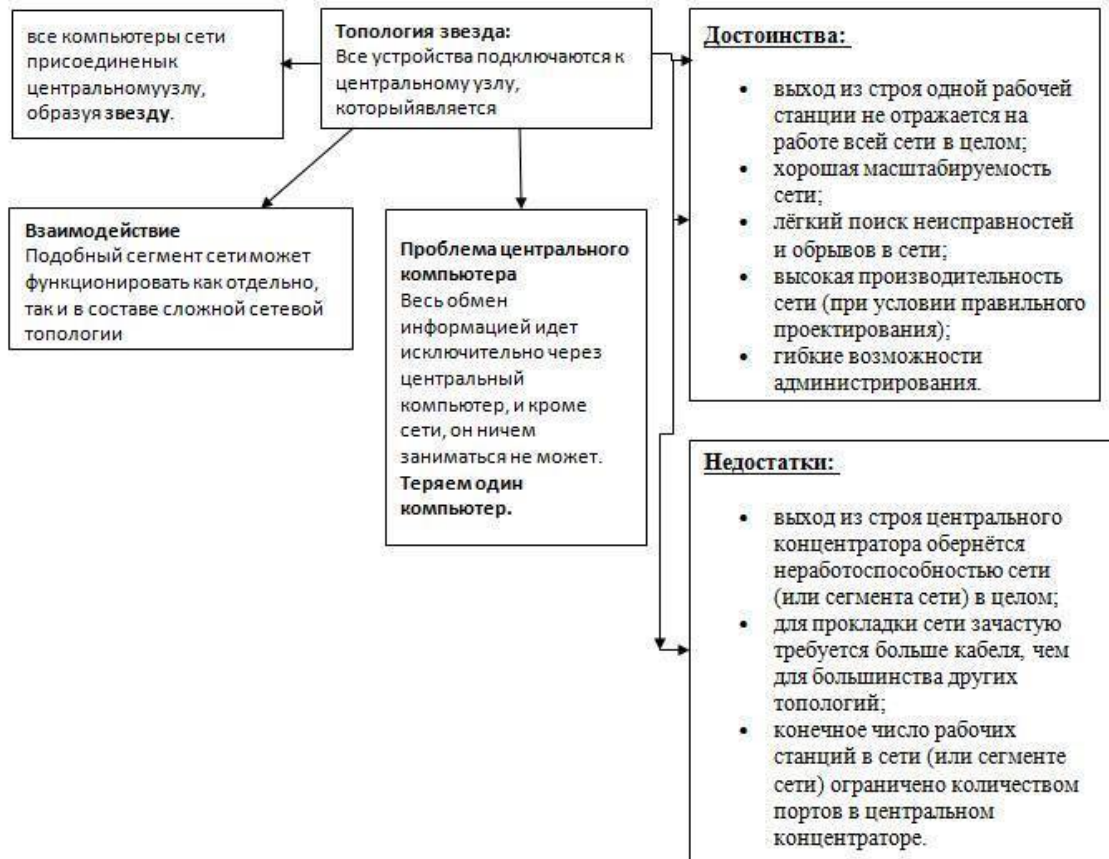 все компьютеры сети
присоединенык
центральномуузлу,
образуя звезду.
Топология звезда:
Все устройства подключаются к
центральному узлу,
которыйявляется
Взаимодействие
Подобный сегмент сети может
функционировать как отдельно,
так и в составе сложной сетевой
топологии
Проблема центрального
компьютера
Весь обмен
информацией идет
исключительно через
центральный
компьютер, и кроме
сети, он ничем
заниматься не может.
Теряем один
компьютер.
Достоинства:
• выход из строя одной рабочей
станции не отражается на
работе всей сети в целом;
• хорошая масштабируемость
сети;
• лёгкий поиск неисправностей
и обрывов в сети;
• высокая производительность
сети (при условии правильного
проектирования);
• гибкие возможности
администрирования.
Недостатки:
• выход из строя центрального
концентратора обернётся
неработоспособностью сети
(или сегмента сети) в целом;
• для прокладки сети зачастую
требуется больше кабеля, чем
для большинства других
топологий;
• конечное число рабочих
станций в сети (или сегменте
сети) ограничено количеством
портов в центральном
концентраторе.